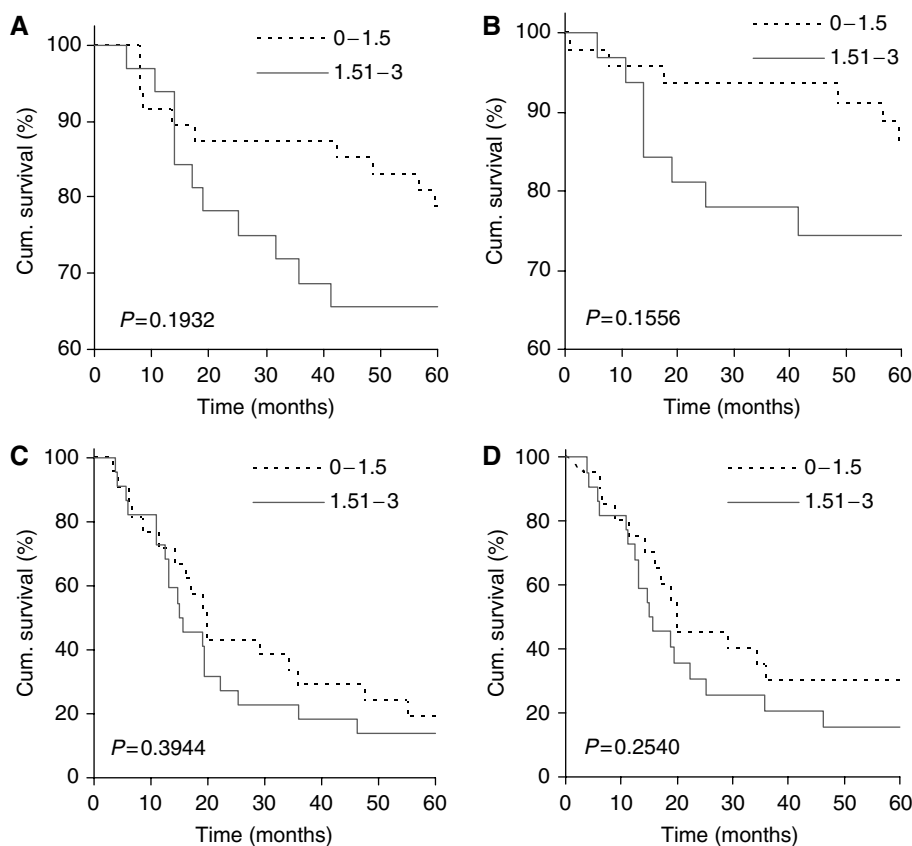 A
100
90
80
70
60
Cum. survival (%)
0–1.5
1.51–3
P=0.1932
0 10 20 30 40 50 60
Time (months)
B
100
90
80
70
60
Cum. survival (%)
0–1.5
1.51–3
P=0.1556
0 10 20 30 40 50 60
Time (months)
C
100
80
60
40
20
0
Cum. survival (%)
0–1.5
1.51–3
P=0.3944
0 10 20 30 40 50 60
Time (months)
D
100
80
60
40
20
0
Cum. survival (%)
0–1.5
1.51–3
P=0.2540
0 10 20 30 40 50 60
Time (months)